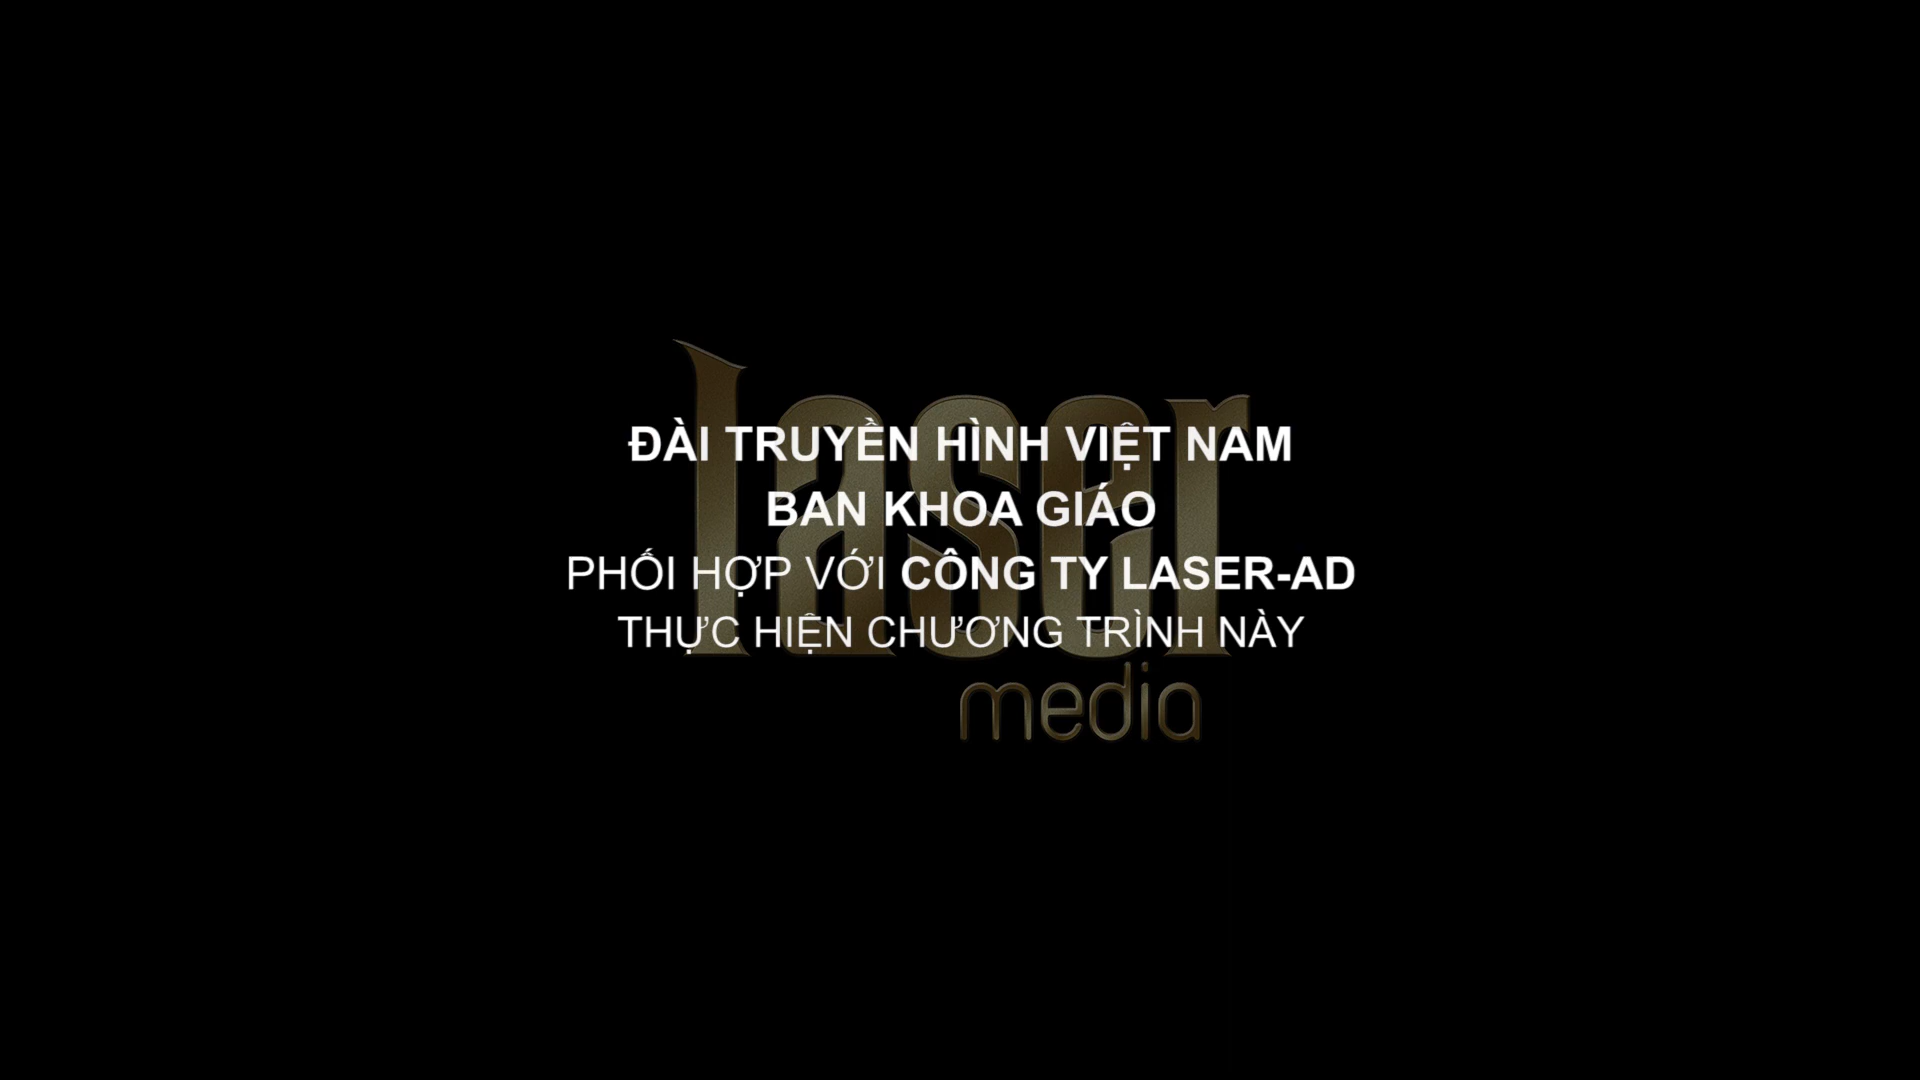 ĐÀI TRUYỀN HÌNH VIỆT NAM
BAN KHOA GIÁO
PHỐI HỢP VỚI CÔNG TY LASER-AD
THỰC HIỆN CHƯƠNG TRÌNH NÀY
laser
media